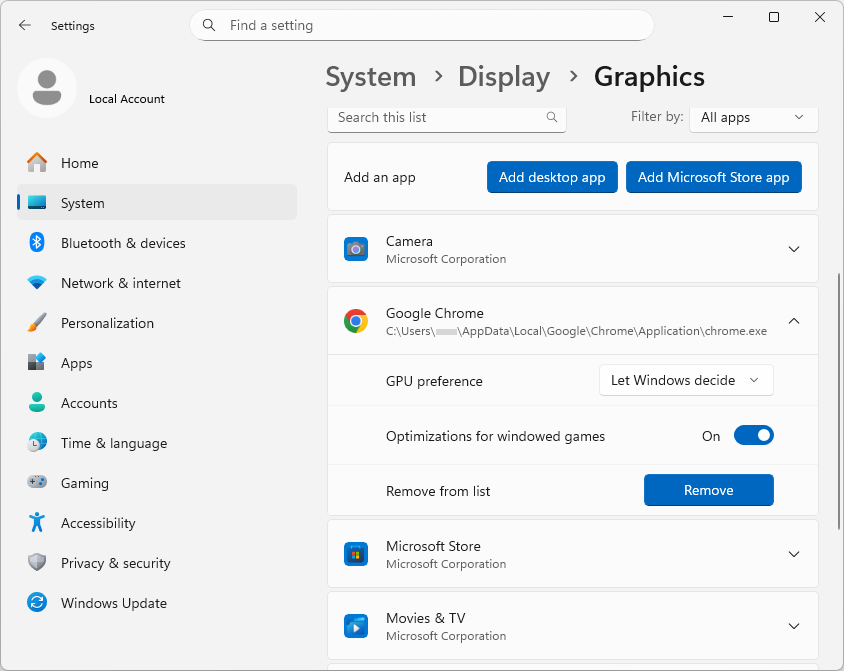 Settings
Find a setting
Local Account
Home
System
Bluetooth & devices
Network & internet
Personalization
Apps
Accounts
Time & language
Gaming
Accessibility
Privacy & security
Windows Update
System > Display > Graphics
Search this list
Filter by: All apps
Add an app Add desktop app Add Microsoft Store app
Camera
Microsoft Corporation
Google Chrome
C:\Users\ \AppData\Local\Google\Chrome\Application\chrome.exe
GPU preference Let Windows decide
Optimizations for windowed games On
Remove from list Remove
Microsoft Store
Microsoft Corporation
Movies & TV
Microsoft Corporation